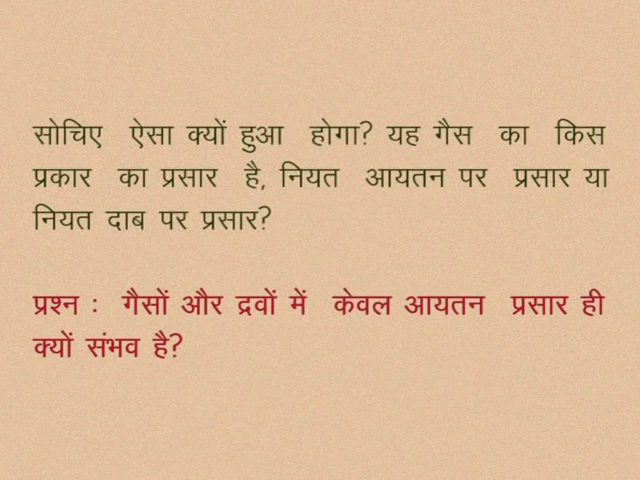 सोचिए ऐसा क्यों हुआ होगा? यह गैस का किस
प्रकार का प्रसार है, नियत आयतन पर प्रसार या
नियत दाब पर प्रसार?
प्रश्न : गैसों और द्रवों में केवल आयतन प्रसार ही
क्यों संभव है?